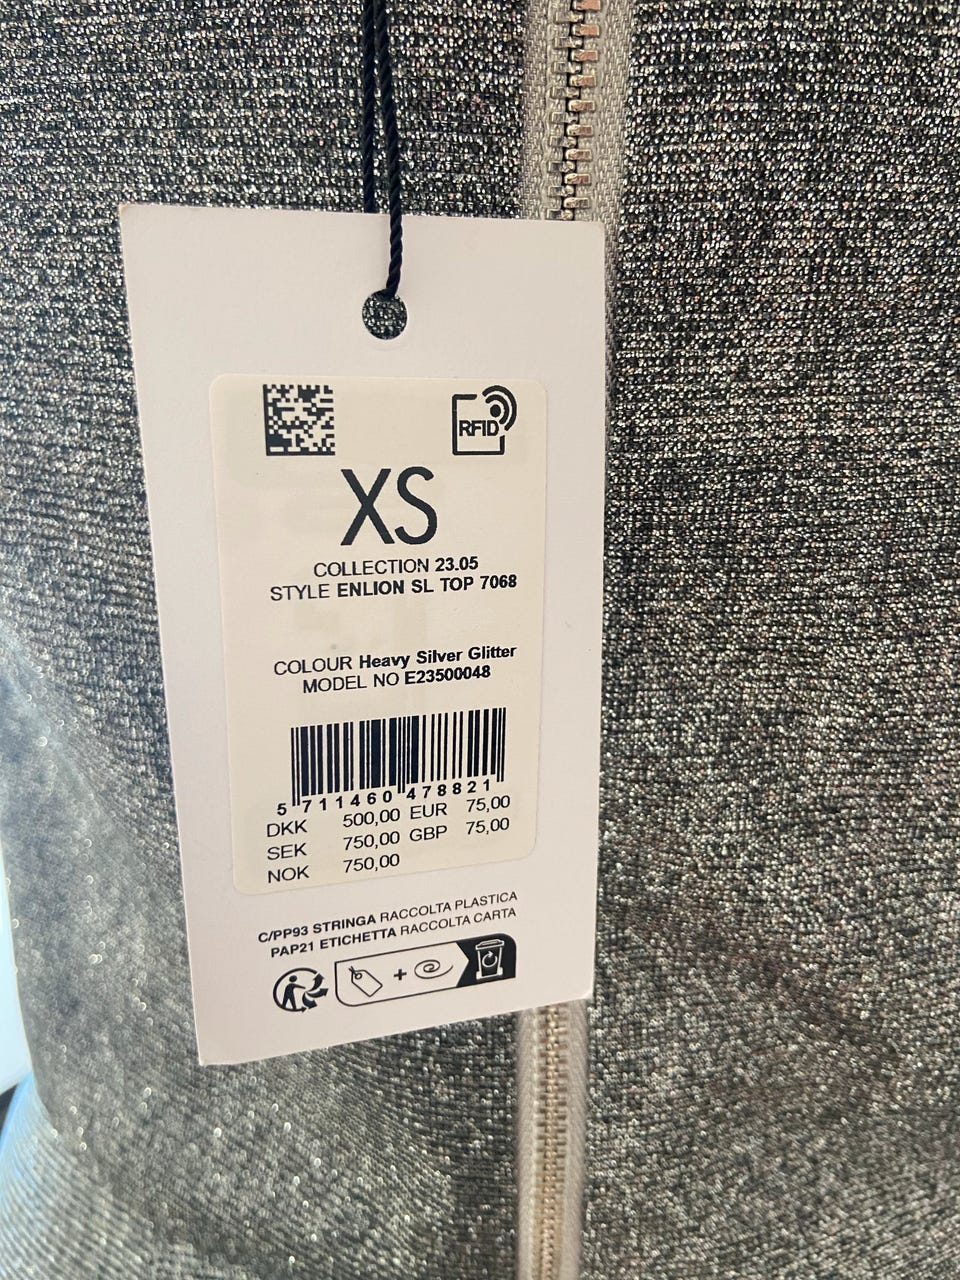 RFID
XS
COLLECTION 23.05
STYLE ENLION SL TOP 7068
COLOUR Heavy Silver Glitter
MODEL NO E23500048
5 711460 478821
DKK 500,00 EUR 75,00
SEK 750,00 GBP 75,00
NOK 750,00
C/PP93 STRINGA RACCOLTA PLASTICA
PAP21 ETICHETTA RACCOLTA CARTA